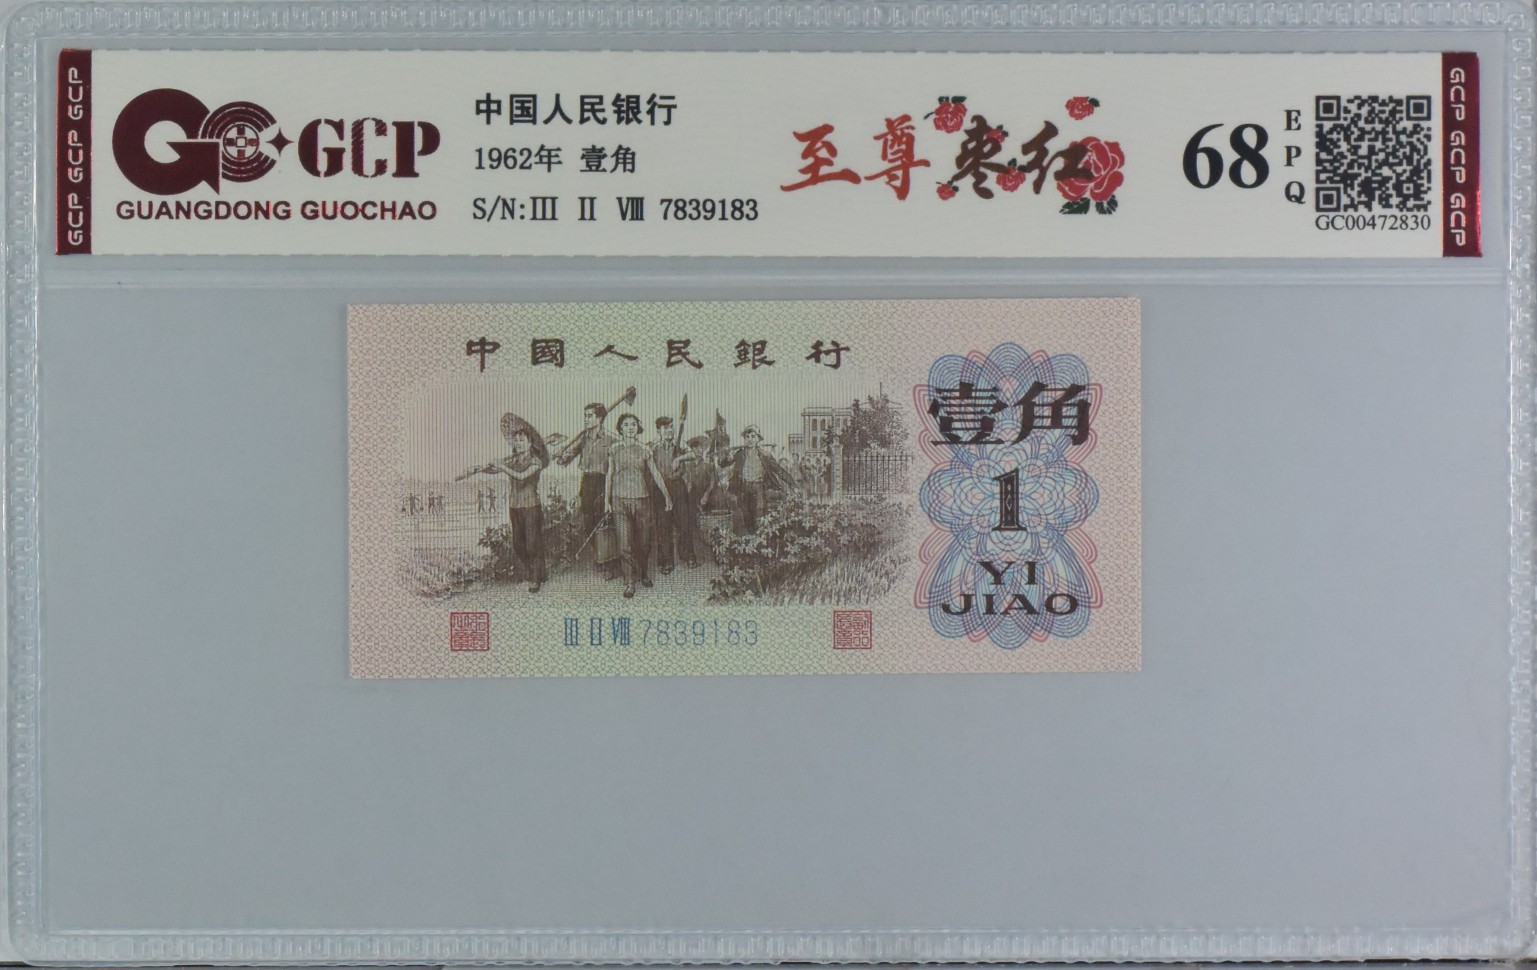 GCP GCP GCP
GCP
GUANGDONG GUOCHAO
中国人民银行
1962年 壹角
S/N:III II VIII 7839183
至尊枣红
68
EPQ
GC00472830
GCP GCP GCP
中國人民銀行
壹角
1
YI
JIAO
III II VIII 7839183